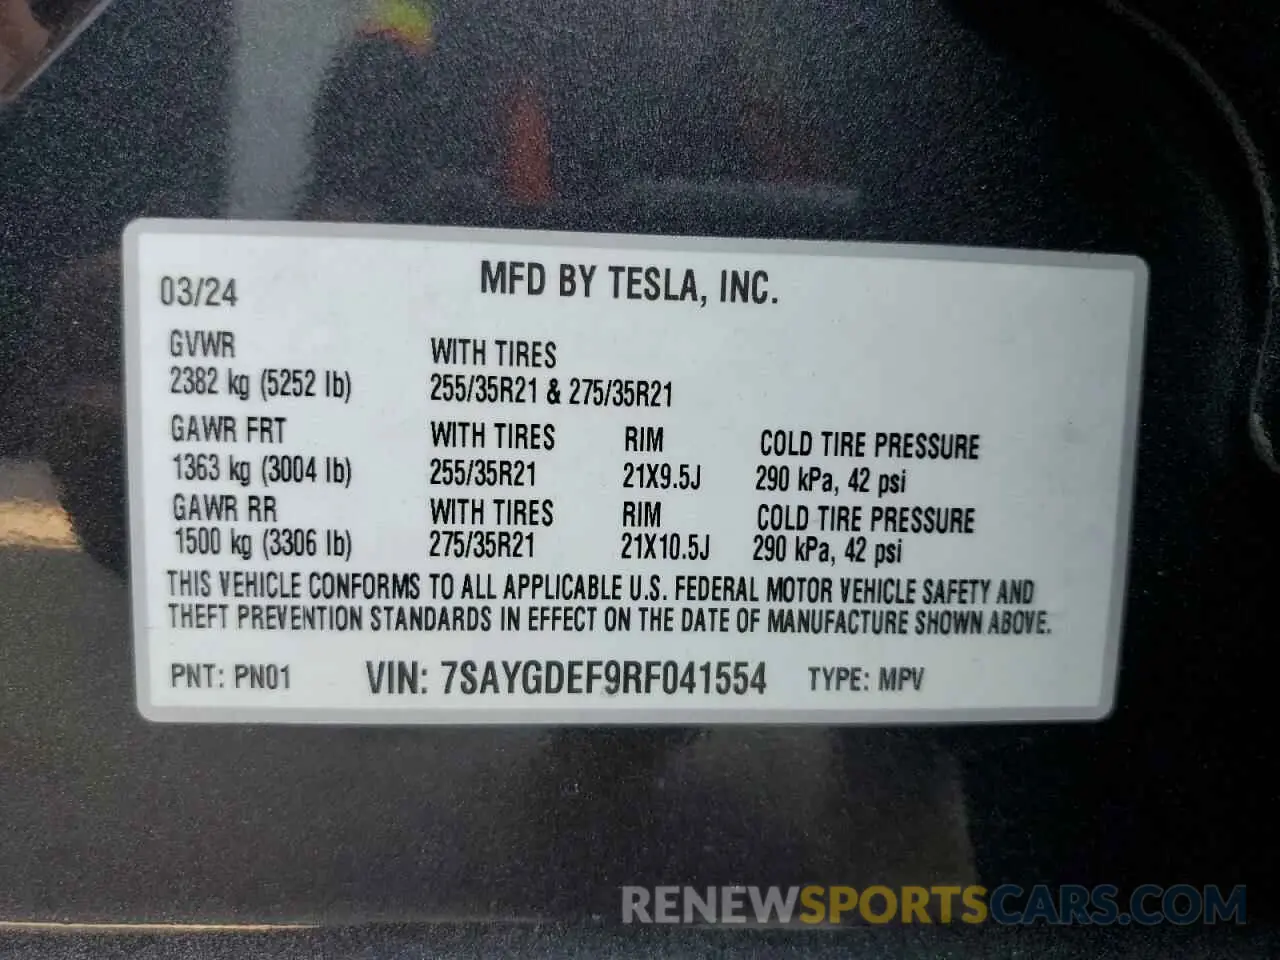 03/24 MFD BY TESLA, INC.
GVWR WITH TIRES
2382 kg (5252 lb) 255/35R21 & 275/35R21
GAWR FRT WITH TIRES RIM COLD TIRE PRESSURE
1363 kg (3004 lb) 255/35R21 21X9.5J 290 kPa, 42 psi
GAWR RR WITH TIRES RIM COLD TIRE PRESSURE
1500 kg (3306 lb) 275/35R21 21X10.5J 290 kPa, 42 psi
THIS VEHICLE CONFORMS TO ALL APPLICABLE U.S. FEDERAL MOTOR VEHICLE SAFETY AND
THEFT PREVENTION STANDARDS IN EFFECT ON THE DATE OF MANUFACTURE SHOWN ABOVE.
PNT: PN01 VIN: 7SAYGDEF9RF041554 TYPE: MPV
RENEWSPORTSCARS.COM